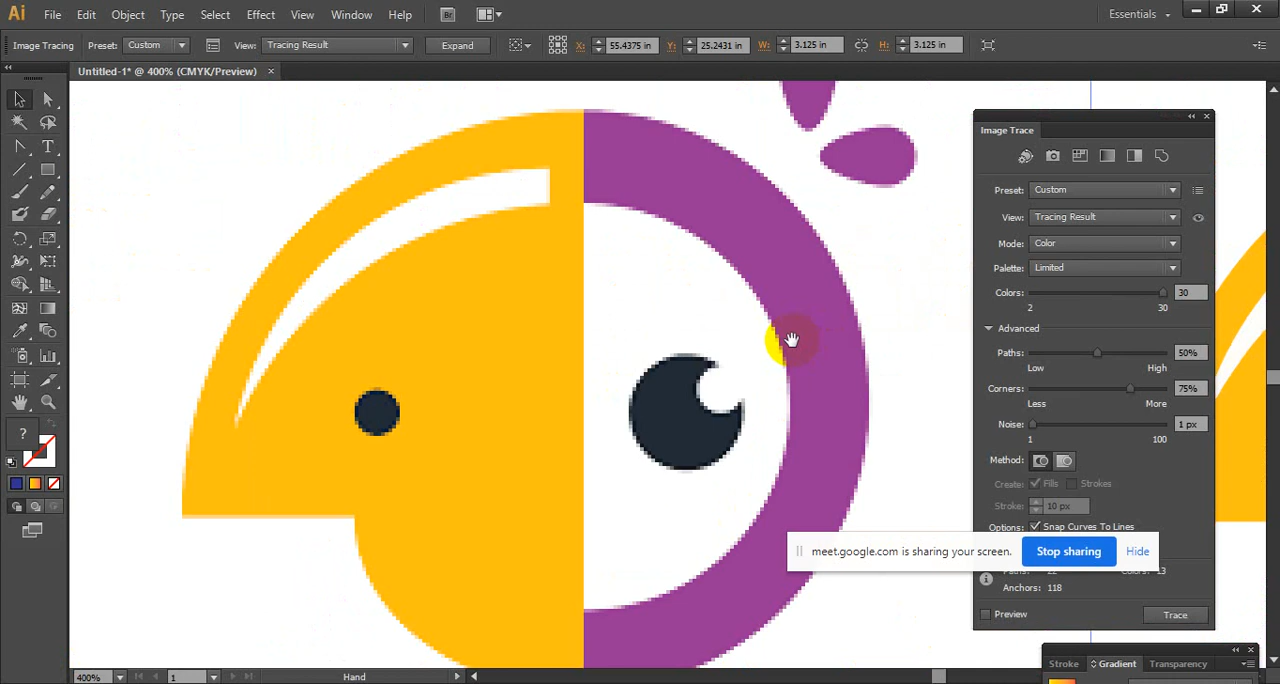 Ai File Edit Object Type Select Effect View Window Help Br Essentials
Image Tracing Preset: Custom View: Tracing Result Expand X: 55.4375 in Y: 25.2431 in W: 3.125 in H: 3.125 in
Untitled-1* @ 400% (CMYK/Preview)
Image Trace
Preset: Custom
View: Tracing Result
Mode: Color
Palette: Limited
Colors: 30
2 30
Advanced
Paths: 50%
Low High
Corners: 75%
Less More
Noise: 1 px
1 100
Method:
Create: Fills Strokes
Stroke: 10 px
Options: Snap Curves To Lines
meet.google.com is sharing your screen. Stop sharing Hide
Anchors: 118
Preview Trace
Stroke Gradient Transparency
?
400% 1 Hand